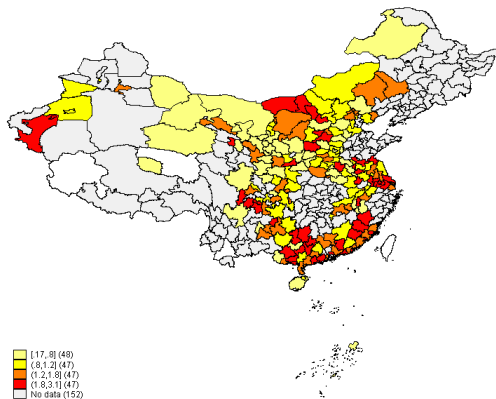 [.17,.8] (48)
(.8,1.2] (47)
(1.2,1.8] (47)
(1.8,3.1] (47)
No data (152)